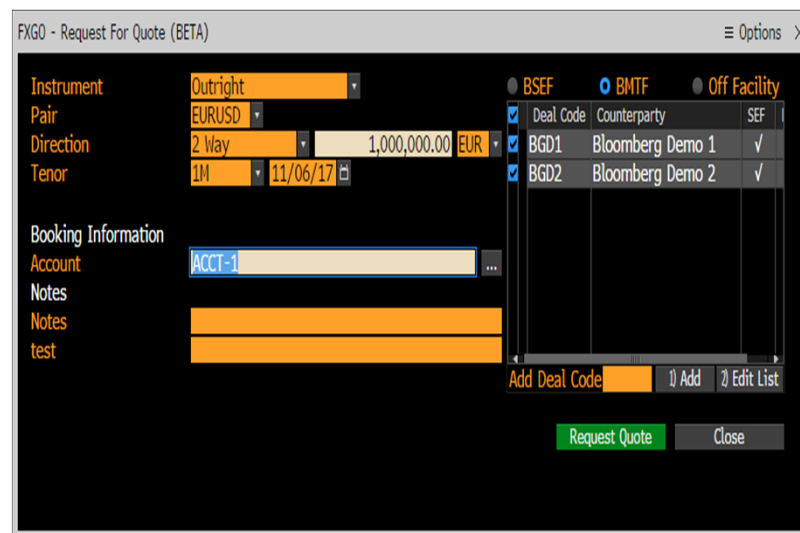 FXGO - Request For Quote (BETA) ≡ Options
Instrument Outright BSEF BMTF Off Facility
Pair EURUSD Deal Code Counterparty SEF
Direction 2 Way 1,000,000.00 EUR BGD1 Bloomberg Demo 1 √
Tenor 1M 11/06/17 BGD2 Bloomberg Demo 2 √
Booking Information
Account ACCT-1 ...
Notes
Notes
test
Add Deal Code 1) Add 2) Edit List
Request Quote Close